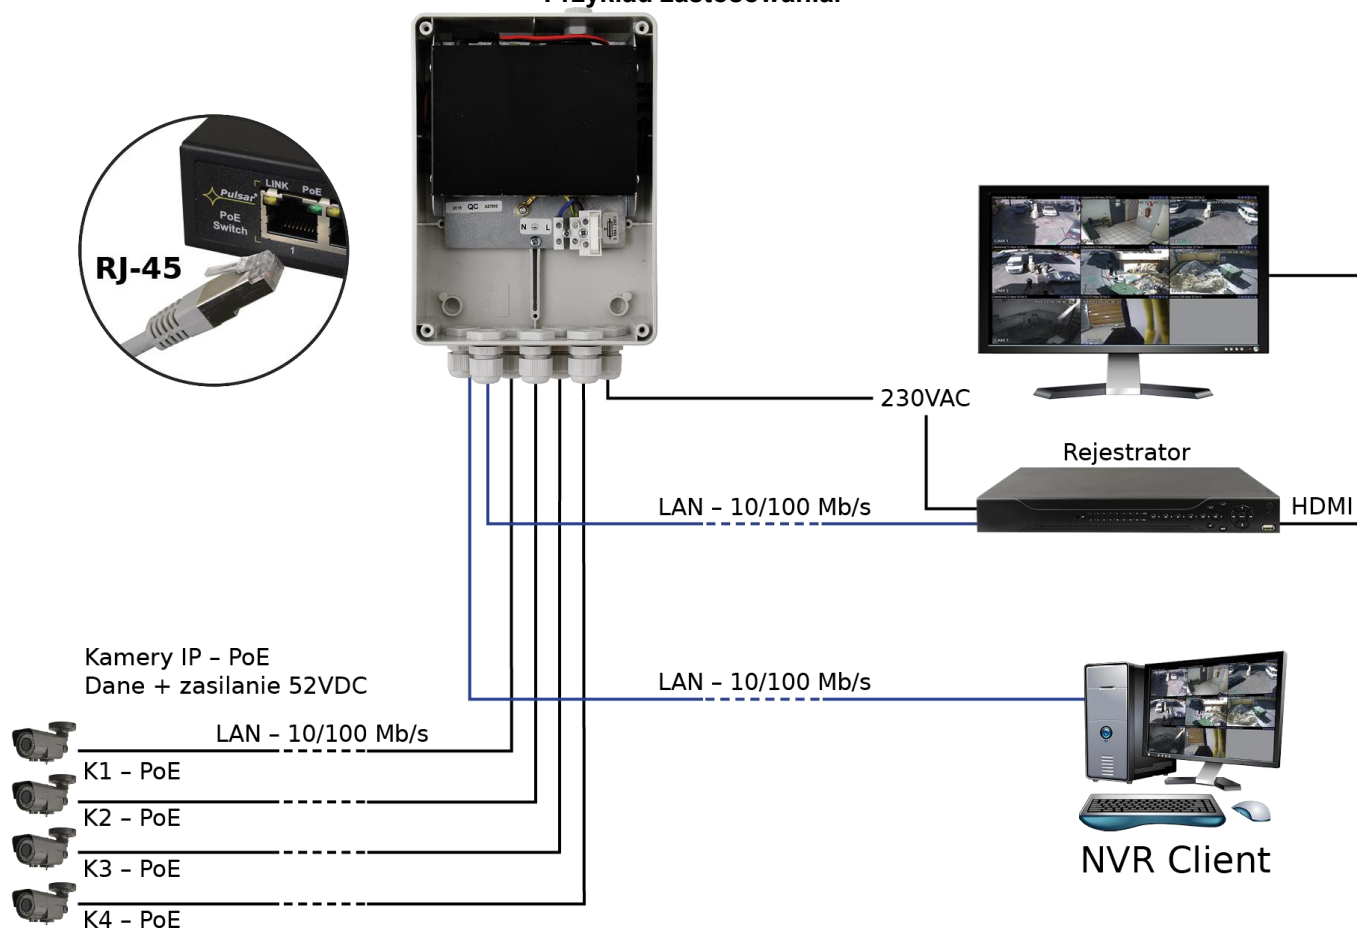 Przykład zastosowania.
LINK PoE
Pulsar®
PoE
Switch
1
RJ-45
QC
N L
230VAC
Rejestrator
LAN – 10/100 Mb/s
HDMI
Kamery IP – PoE
Dane + zasilanie 52VDC
LAN – 10/100 Mb/s
LAN – 10/100 Mb/s
K1 – PoE
K2 – PoE
K3 – PoE
K4 – PoE
NVR Client